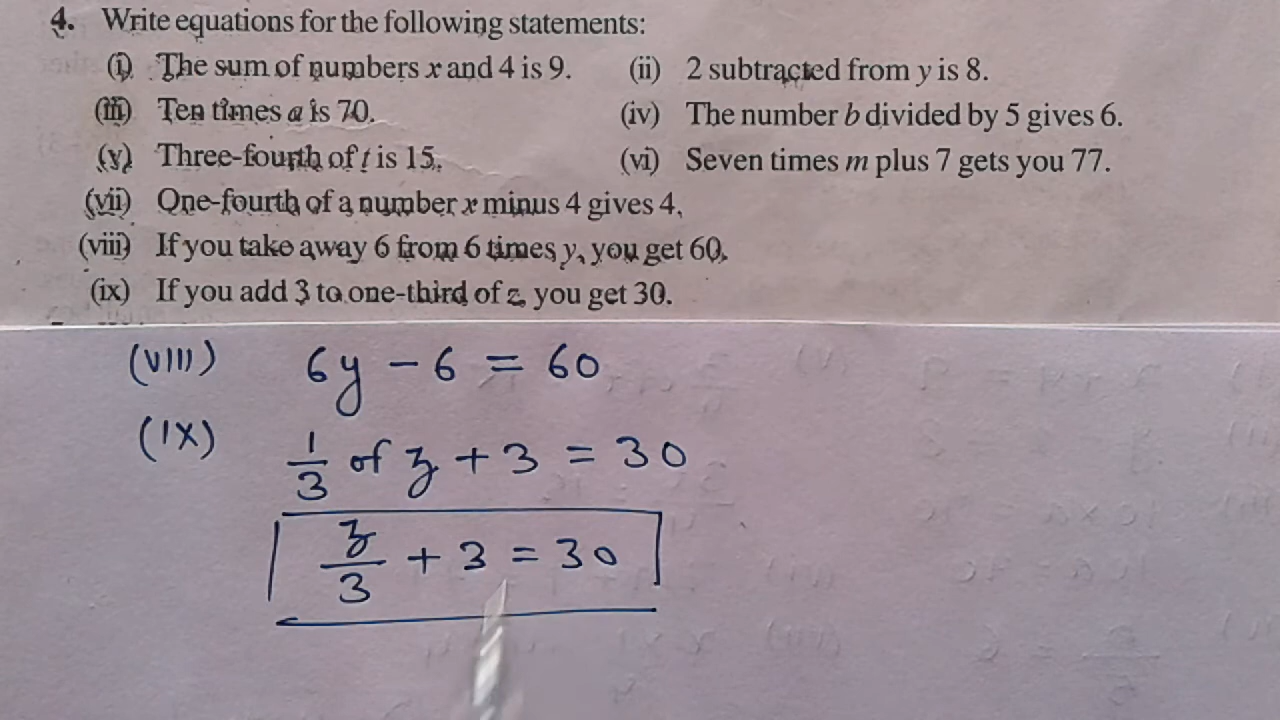 4. Write equations for the following statements:
(i) The sum of numbers x and 4 is 9. (ii) 2 subtracted from y is 8.
(iii) Ten times a is 70. (iv) The number b divided by 5 gives 6.
(v) Three-fourth of t is 15. (vi) Seven times m plus 7 gets you 77.
(vii) One-fourth of a number x minus 4 gives 4.
(viii) If you take away 6 from 6 times y, you get 60.
(ix) If you add 3 to one-third of z, you get 30.
(VIII) 6y - 6 = 60
(IX) 1/3 of z + 3 = 30
z/3 + 3 = 30